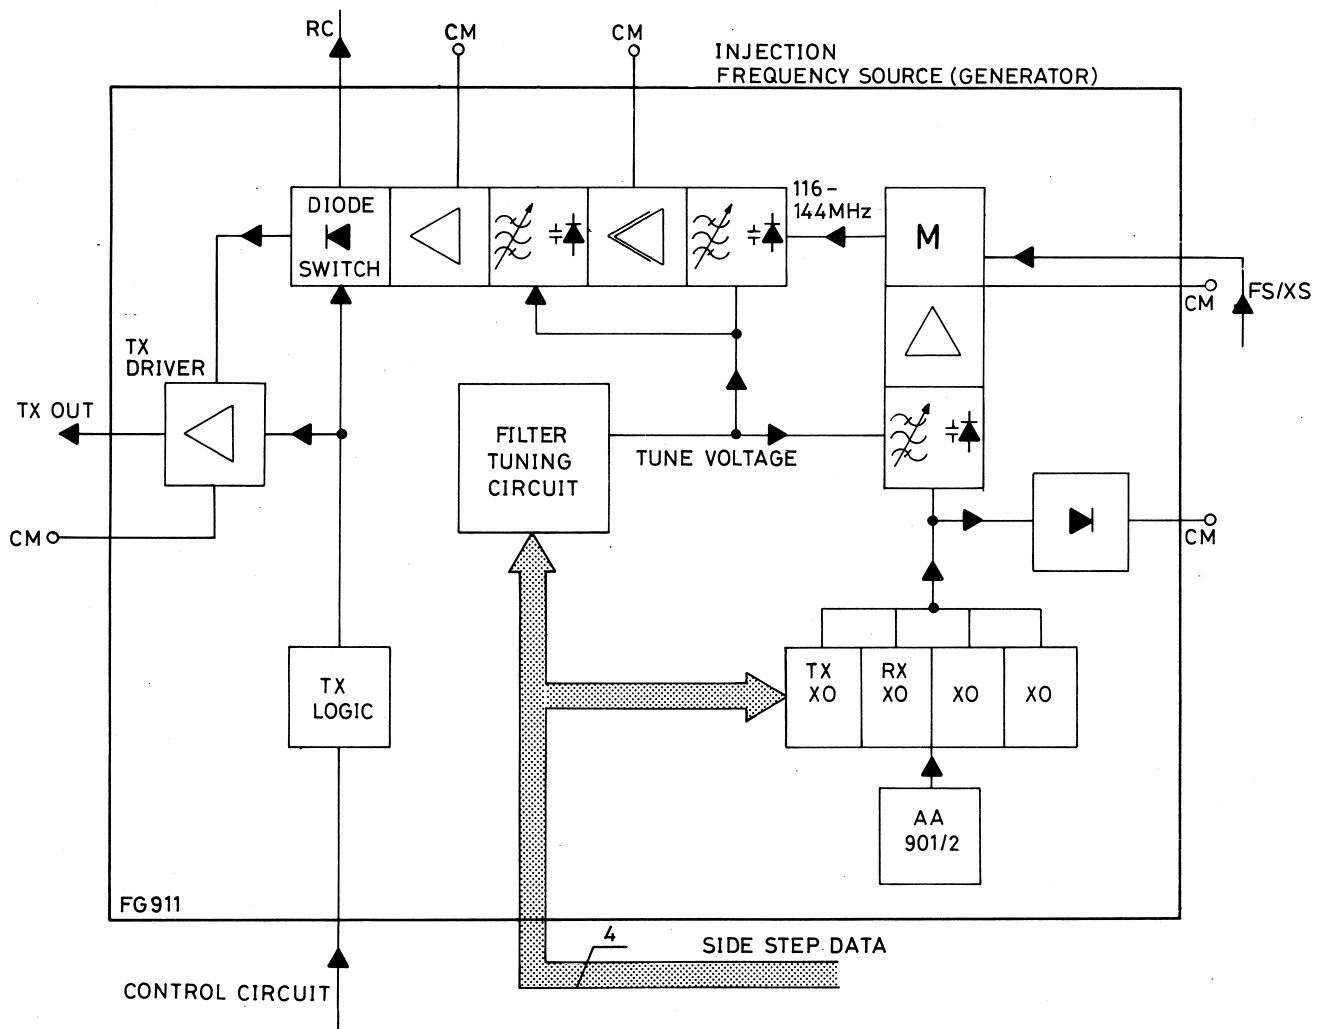 RC
CM
CM
INJECTION
FREQUENCY SOURCE (GENERATOR)
116-
144MHz
DIODE
SWITCH
M
FS/XS
CM
TX
DRIVER
TX OUT
FILTER
TUNING
CIRCUIT
TUNE VOLTAGE
CM
CM
TX
XO
RX
XO
XO
XO
TX
LOGIC
AA
901/2
FG911
4
SIDE STEP DATA
CONTROL CIRCUIT